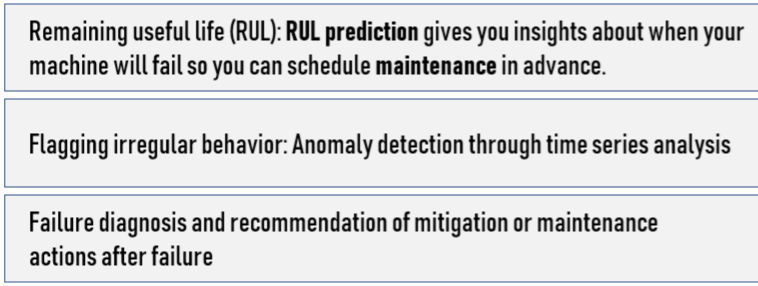 Remaining useful life (RUL): RUL prediction gives you insights about when your
machine will fail so you can schedule maintenance in advance.
Flagging irregular behavior: Anomaly detection through time series analysis
Failure diagnosis and recommendation of mitigation or maintenance
actions after failure